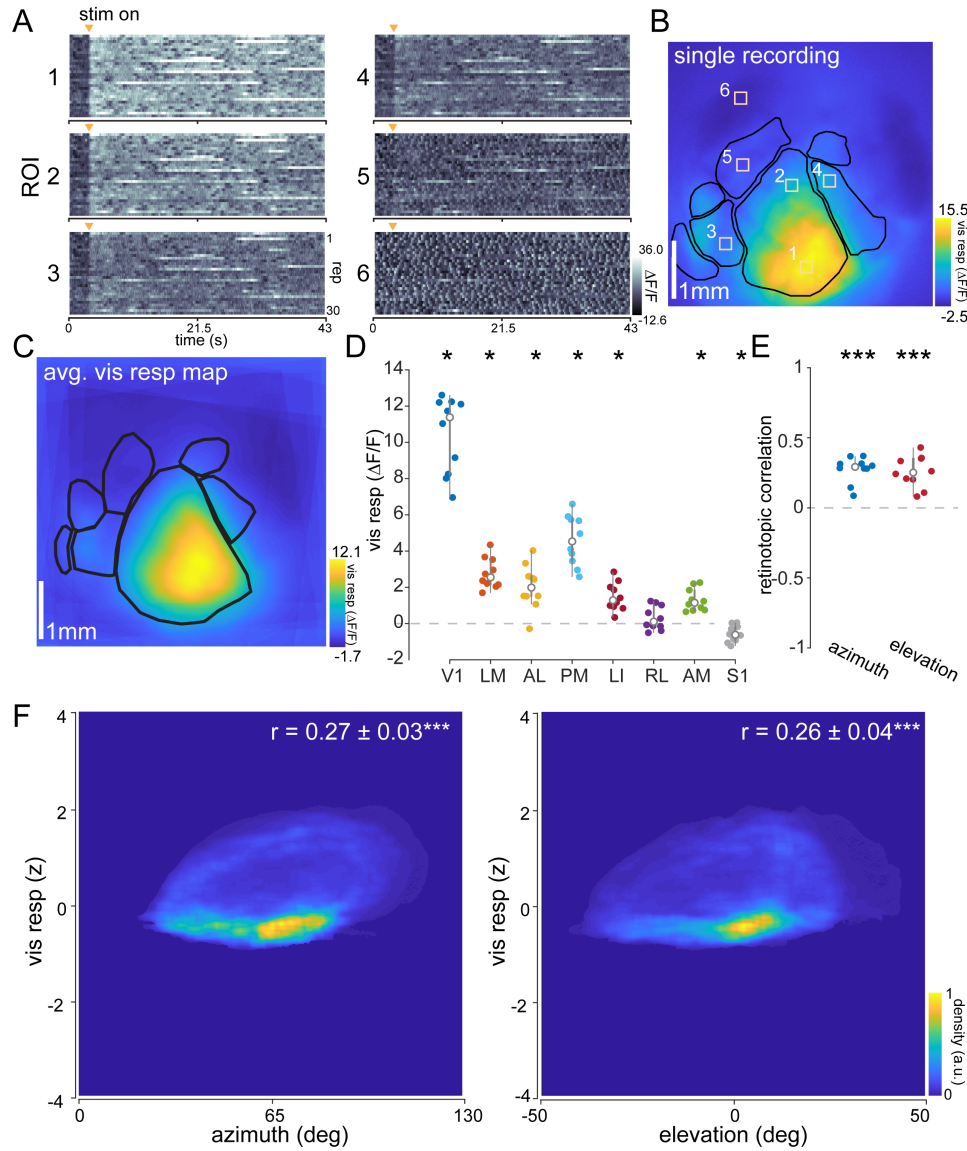 A
stim on
ROI
1
2
3
4
5
6
1
rep
30
0
21.5
43
time (s)
0
21.5
43
36.0
ΔF/F
-12.6
B
single recording
6
5
2
4
3
1
1mm
15.5
vis resp (ΔF/F)
-2.5
C
avg. vis resp map
1mm
12.1
vis resp (ΔF/F)
-1.7
D
* * * * * * *
vis resp (ΔF/F)
14
12
10
8
6
4
2
0
-2
V1 LM AL PM LI RL AM S1
E
*** ***
retinotopic correlation
1
0.5
0
-0.5
-1
azimuth
elevation
F
r = 0.27 ± 0.03***
vis resp (z)
4
2
0
-2
-4
0
65
130
azimuth (deg)
r = 0.26 ± 0.04***
vis resp (z)
4
2
0
-2
-4
-50
0
50
elevation (deg)
1
density (a.u.)
0